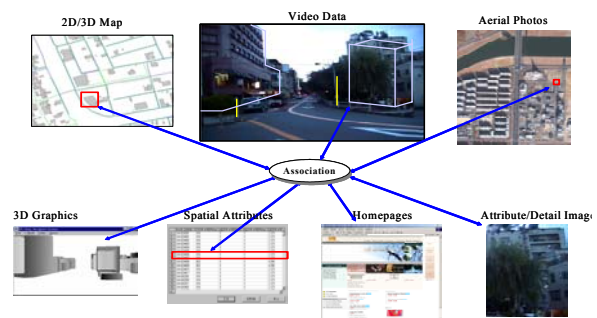 2D/3D Map
Video Data
Aerial Photos
Association
3D Graphics
Spatial Attributes
Homepages
Attribute/Detail Image